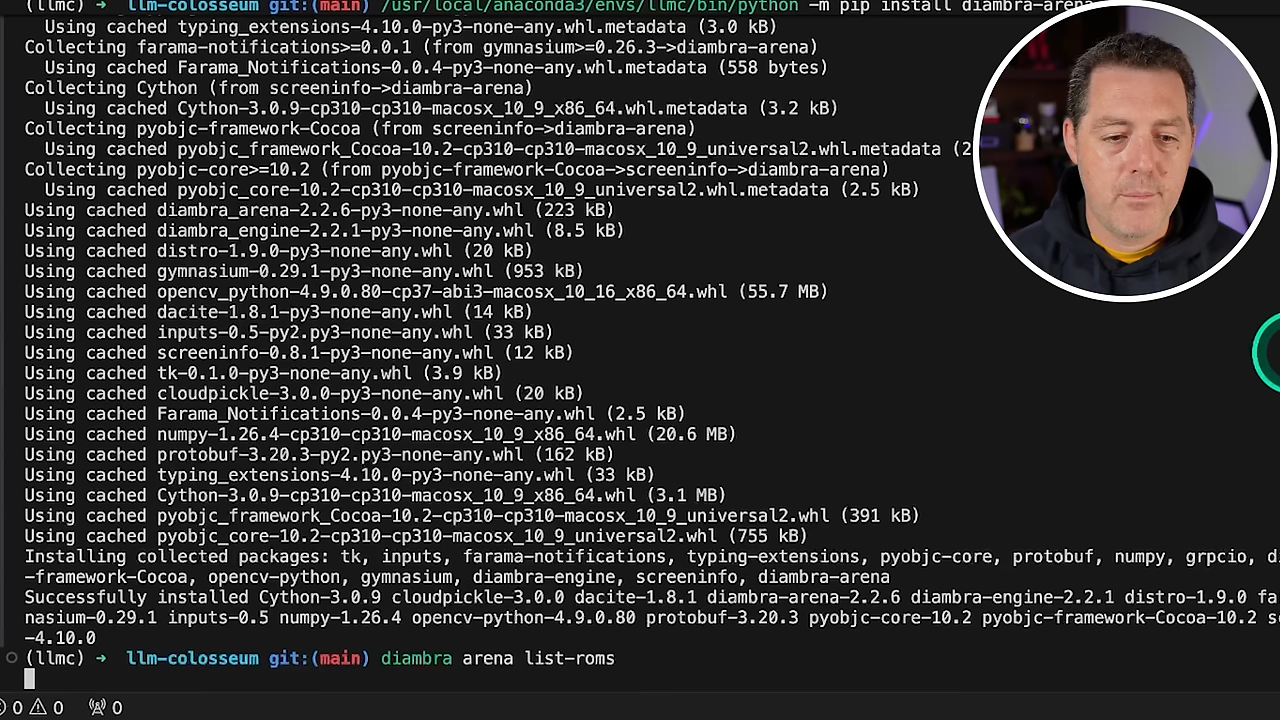 (llmc) → llm-colosseum git:(main) /usr/local/anaconda3/envs/llmc/bin/python -m pip install diambra-arena
Using cached typing_extensions-4.10.0-py3-none-any.whl.metadata (3.0 kB)
Collecting farama-notifications>=0.0.1 (from gymnasium>=0.26.3->diambra-arena)
Using cached Farama_Notifications-0.0.4-py3-none-any.whl.metadata (558 bytes)
Collecting Cython (from screeninfo->diambra-arena)
Using cached Cython-3.0.9-cp310-cp310-macosx_10_9_x86_64.whl.metadata (3.2 kB)
Collecting pyobjc-framework-Cocoa (from screeninfo->diambra-arena)
Using cached pyobjc_framework_Cocoa-10.2-cp310-cp310-macosx_10_9_universal2.whl.metadata (2
Collecting pyobjc-core>=10.2 (from pyobjc-framework-Cocoa->screeninfo->diambra-arena)
Using cached pyobjc_core-10.2-cp310-cp310-macosx_10_9_universal2.whl.metadata (2.5 kB)
Using cached diambra_arena-2.2.6-py3-none-any.whl (223 kB)
Using cached diambra_engine-2.2.1-py3-none-any.whl (8.5 kB)
Using cached distro-1.9.0-py3-none-any.whl (20 kB)
Using cached gymnasium-0.29.1-py3-none-any.whl (953 kB)
Using cached opencv_python-4.9.0.80-cp37-abi3-macosx_10_16_x86_64.whl (55.7 MB)
Using cached dacite-1.8.1-py3-none-any.whl (14 kB)
Using cached inputs-0.5-py2.py3-none-any.whl (33 kB)
Using cached screeninfo-0.8.1-py3-none-any.whl (12 kB)
Using cached tk-0.1.0-py3-none-any.whl (3.9 kB)
Using cached cloudpickle-3.0.0-py3-none-any.whl (20 kB)
Using cached Farama_Notifications-0.0.4-py3-none-any.whl (2.5 kB)
Using cached numpy-1.26.4-cp310-cp310-macosx_10_9_x86_64.whl (20.6 MB)
Using cached protobuf-3.20.3-py2.py3-none-any.whl (162 kB)
Using cached typing_extensions-4.10.0-py3-none-any.whl (33 kB)
Using cached Cython-3.0.9-cp310-cp310-macosx_10_9_x86_64.whl (3.1 MB)
Using cached pyobjc_framework_Cocoa-10.2-cp310-cp310-macosx_10_9_universal2.whl (391 kB)
Using cached pyobjc_core-10.2-cp310-cp310-macosx_10_9_universal2.whl (755 kB)
Installing collected packages: tk, inputs, farama-notifications, typing-extensions, pyobjc-core, protobuf, numpy, grpcio, d
-framework-Cocoa, opencv-python, gymnasium, diambra-engine, screeninfo, diambra-arena
Successfully installed Cython-3.0.9 cloudpickle-3.0.0 dacite-1.8.1 diambra-arena-2.2.6 diambra-engine-2.2.1 distro-1.9.0 fa
nasium-0.29.1 inputs-0.5 numpy-1.26.4 opencv-python-4.9.0.80 protobuf-3.20.3 pyobjc-core-10.2 pyobjc-framework-Cocoa-10.2 s
-4.10.0
(llmc) → llm-colosseum git:(main) diambra arena list-roms
0 0 0